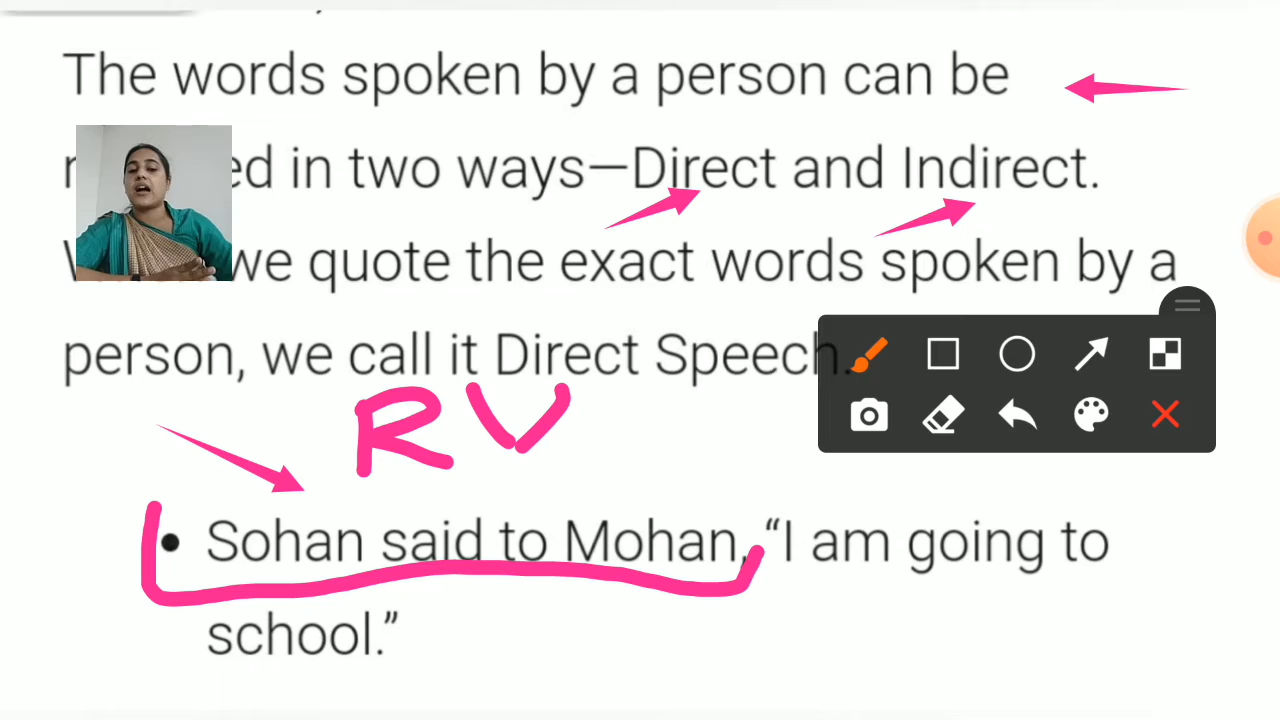 The words spoken by a person can be
ed in two ways—Direct and Indirect.
we quote the exact words spoken by a
person, we call it Direct Speech.
RV
• Sohan said to Mohan, “I am going to
school.”